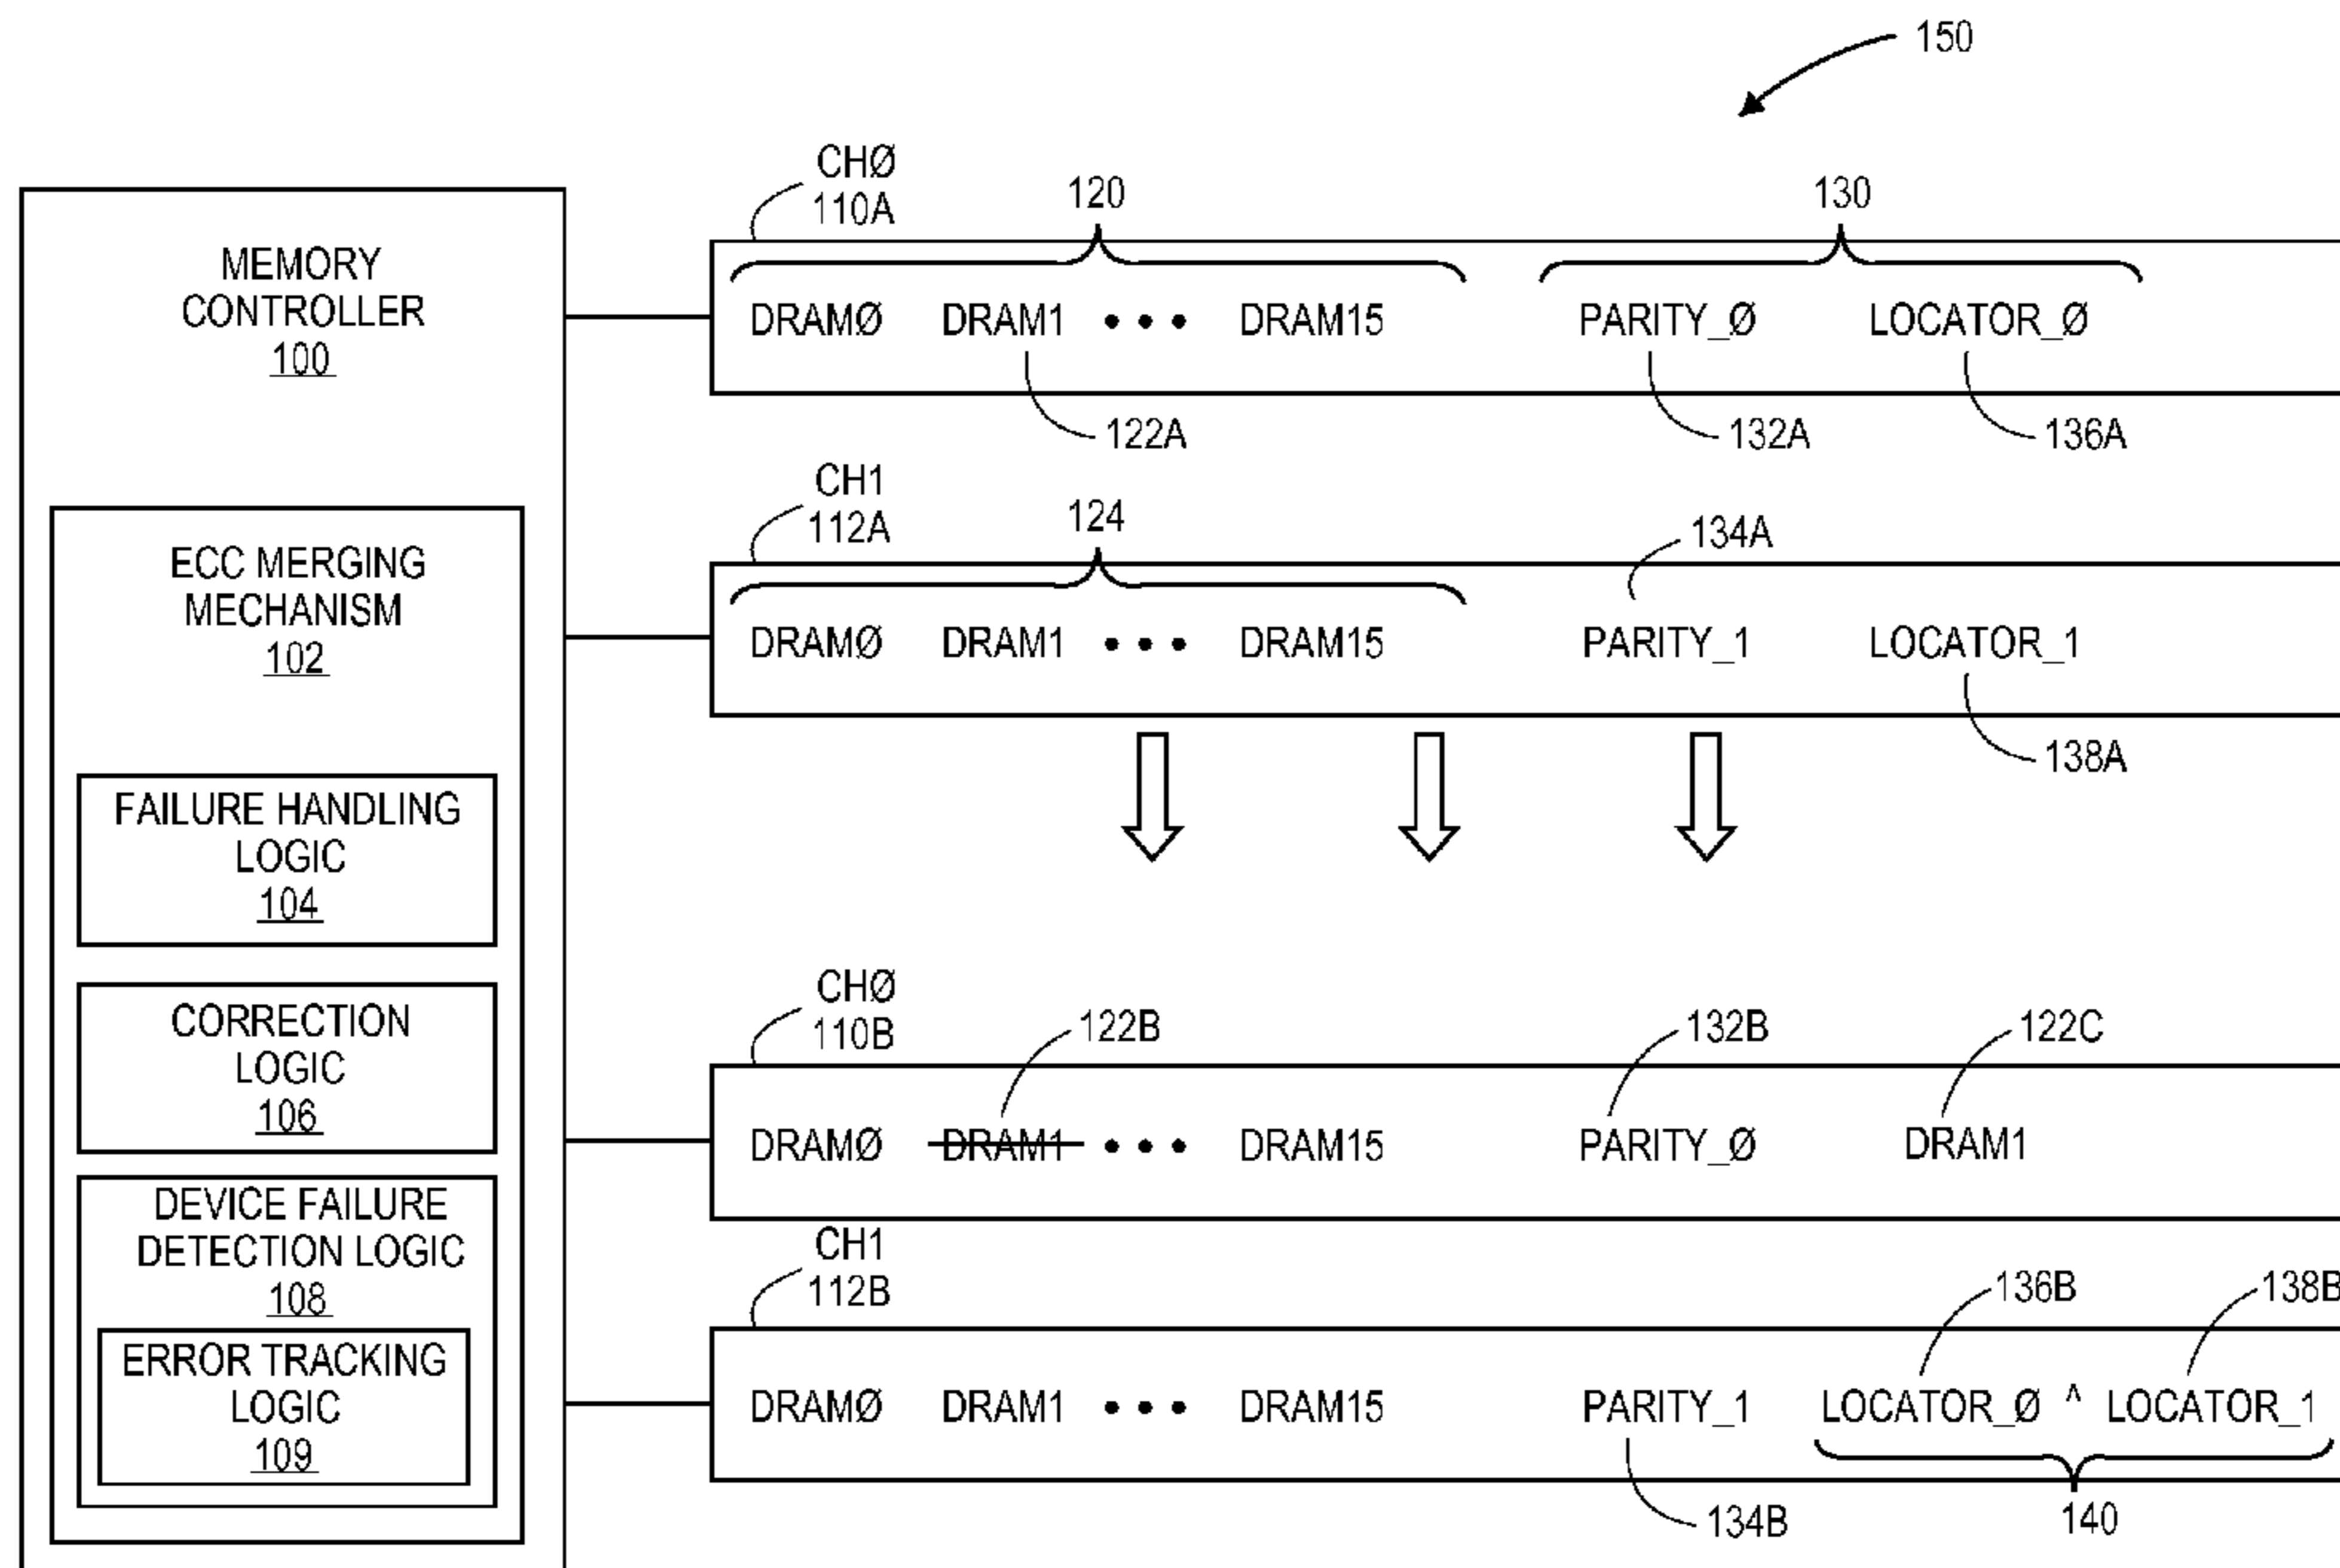 150
MEMORY
CONTROLLER
100
ECC MERGING
MECHANISM
102
FAILURE HANDLING
LOGIC
104
CORRECTION
LOGIC
106
DEVICE FAILURE
DETECTION LOGIC
108
ERROR TRACKING
LOGIC
109
CHØ
110A
120
130
DRAMØ DRAM1 • • • DRAM15 PARITY_Ø LOCATOR_Ø
122A
132A
136A
CH1
112A
124
134A
DRAMØ DRAM1 • • • DRAM15 PARITY_1 LOCATOR_1
138A
CHØ
110B
122B
132B
122C
DRAMØ DRAM1 • • • DRAM15 PARITY_Ø DRAM1
CH1
112B
136B
138B
DRAMØ DRAM1 • • • DRAM15 PARITY_1 LOCATOR_Ø ^ LOCATOR_1
134B
140